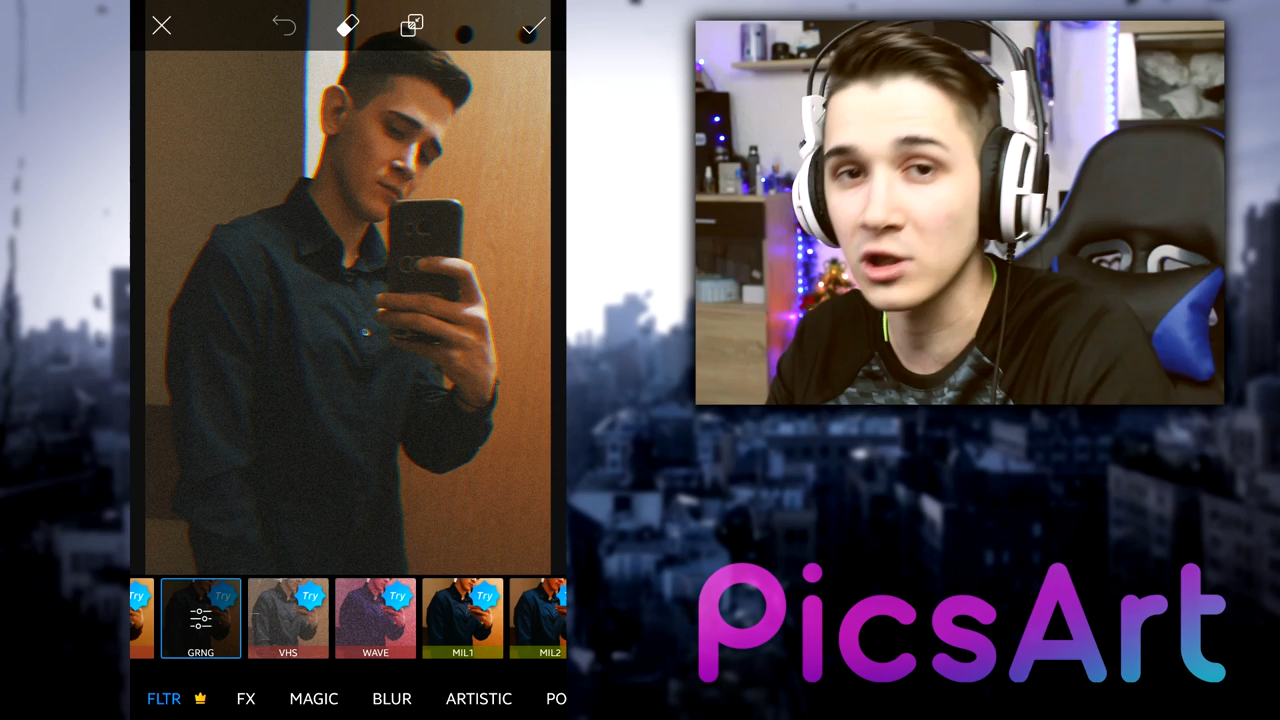 Try
Try
Try
Try
Try
GRNG
VHS
WAVE
MIL1
MIL2
FLTR
FX
MAGIC
BLUR
ARTISTIC
PO
PicsArt